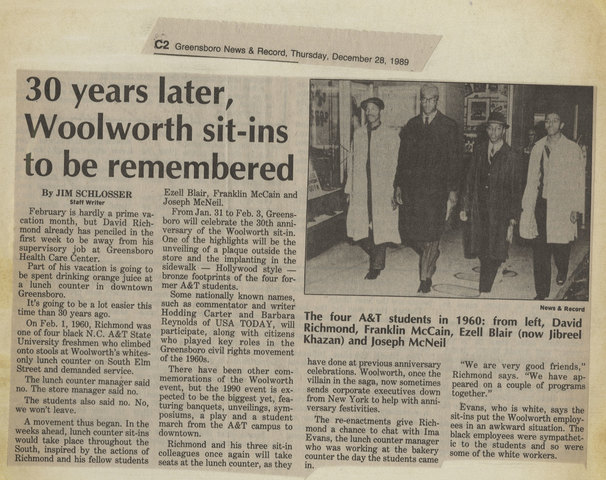 C2 Greensboro News & Record, Thursday, December 28, 1989
30 years later,
Woolworth sit-ins
to be remembered
By JIM SCHLOSSER
Staff Writer
February is hardly a prime va-
cation month, but David Rich-
mond already has penciled in the
first week to be away from his
supervisory job at Greensboro
Health Care Center.
Part of his vacation is going to
be spent drinking orange juice at
a lunch counter in downtown
Greensboro.
It's going to be a lot easier this
time than 30 years ago.
On Feb. 1, 1960, Richmond was
one of four black N.C. A&T State
University freshmen who climbed
onto stools at Woolworth's whites-
only lunch counter on South Elm
Street and demanded service.
The lunch counter manager said
no. The store manager said no.
The students also said no. No,
we won't leave.
A movement thus began. In the
weeks ahead, lunch counter sit-ins
would take place throughout the
South, inspired by the actions of
Richmond and his fellow students
Ezell Blair, Franklin McCain and
Joseph McNeil.
From Jan. 31 to Feb. 3, Greens-
boro will celebrate the 30th anni-
versary of the Woolworth sit-in.
One of the highlights will be the
unveiling of a plaque outside the
store and the implanting in the
sidewalk — Hollywood style —
bronze footprints of the four for-
mer A&T students.
Some nationally known names,
such as commentator and writer
Hodding Carter and Barbara
Reynolds of USA TODAY, will
participate, along with citizens
who played key roles in the
Greensboro civil rights movement
of the 1960s.
There have been other com-
memorations of the Woolworth
event, but the 1990 event is ex-
pected to be the biggest yet, fea-
turing banquets, unveilings, sym-
posiums, a play and a student
march from the A&T campus to
downtown.
Richmond and his three sit-in
colleagues once again will take
seats at the lunch counter, as they
News & Record
The four A&T students in 1960: from left, David
Richmond, Franklin McCain, Ezell Blair (now Jibreel
Khazan) and Joseph McNeil
have done at previous anniversary
celebrations. Woolworth, once the
villain in the saga, now sometimes
sends corporate executives down
from New York to help with anni-
versary festivities.
The re-enactments give Rich-
mond a chance to chat with Ima
Evans, the lunch counter manager
who was working at the bakery
counter the day the students came
in.
"We are very good friends,"
Richmond says. "We have ap-
peared on a couple of programs
together."
Evans, who is white, says the
sit-ins put the Woolworth employ-
ees in an awkward situation. The
black employees were sympathet-
ic to the students and so were
some of the white workers.